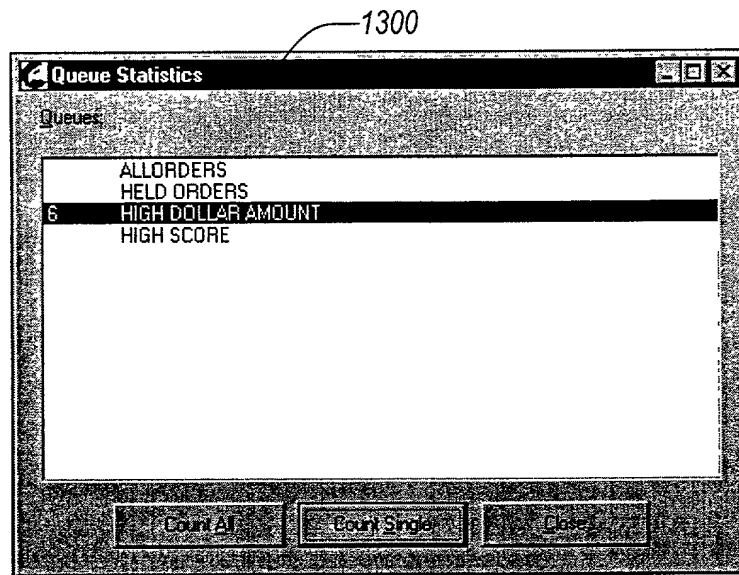 1300
Queue Statistics
Queues:
ALLORDERS
HELD ORDERS
6 HIGH DOLLAR AMOUNT
HIGH SCORE
Count All Count Single Close